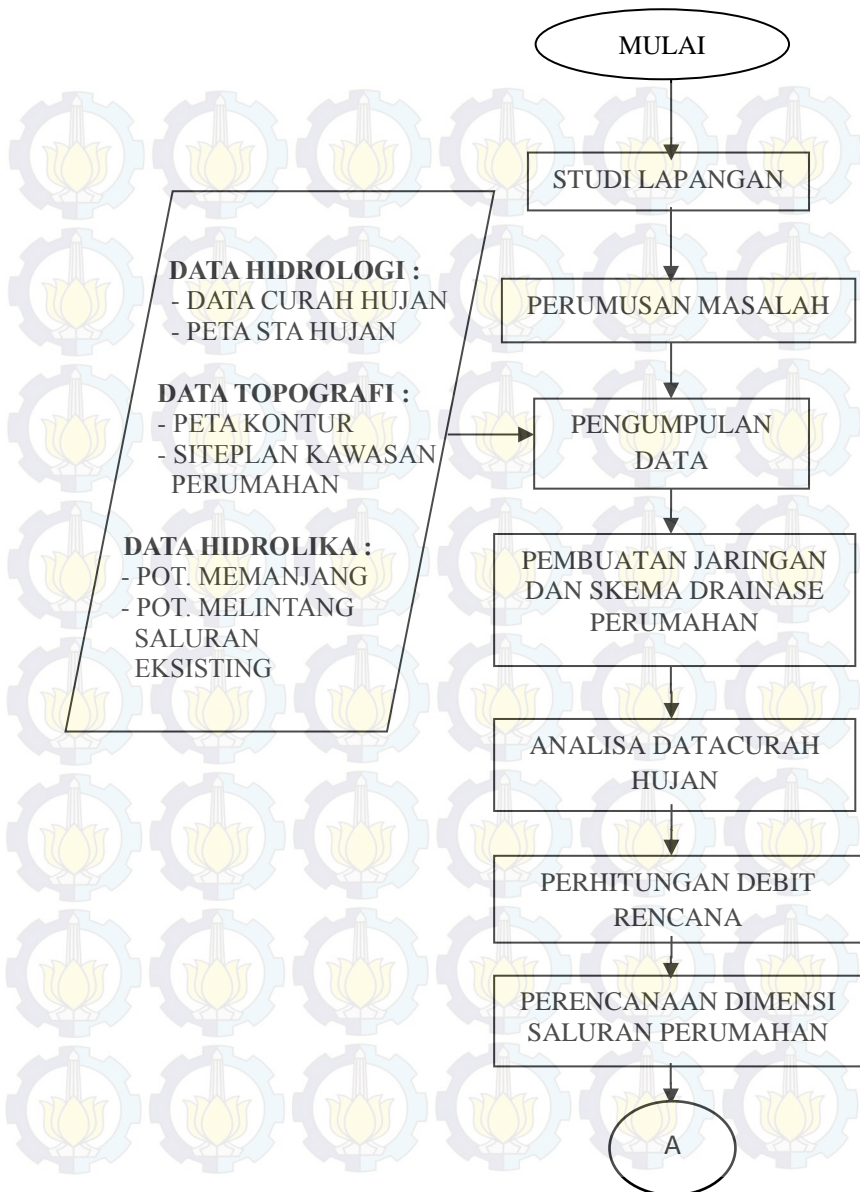 MULAI
STUDI LAPANGAN
PERUMUSAN MASALAH
DATA HIDROLOGI :
- DATA CURAH HUJAN
- PETA STA HUJAN
DATA TOPOGRAFI :
- PETA KONTUR
- SITEPLAN KAWASAN
PERUMAHAN
DATA HIDROLIKA :
- POT. MEMANJANG
- POT. MELINTANG
SALURAN
EKSISTING
PENGUMPULAN
DATA
PEMBUATAN JARINGAN
DAN SKEMA DRAINASE
PERUMAHAN
ANALISA DATACURAH
HUJAN
PERHITUNGAN DEBIT
RENCANA
PERENCANAAN DIMENSI
SALURAN PERUMAHAN
A